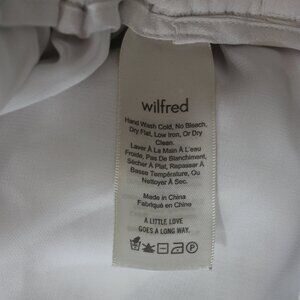 wilfred
Hand Wash Cold, No Bleach,
Dry Flat, Low Iron, Or Dry
Clean.
Laver À La Main À L'eau
Froide, Pas De Blanchiment,
Sécher À Plat, Repasser À
Basse Température, Ou
Nettoyer À Sec.
Made in China
Fabriqué en Chine
A LITTLE LOVE
GOES A LONG WAY.